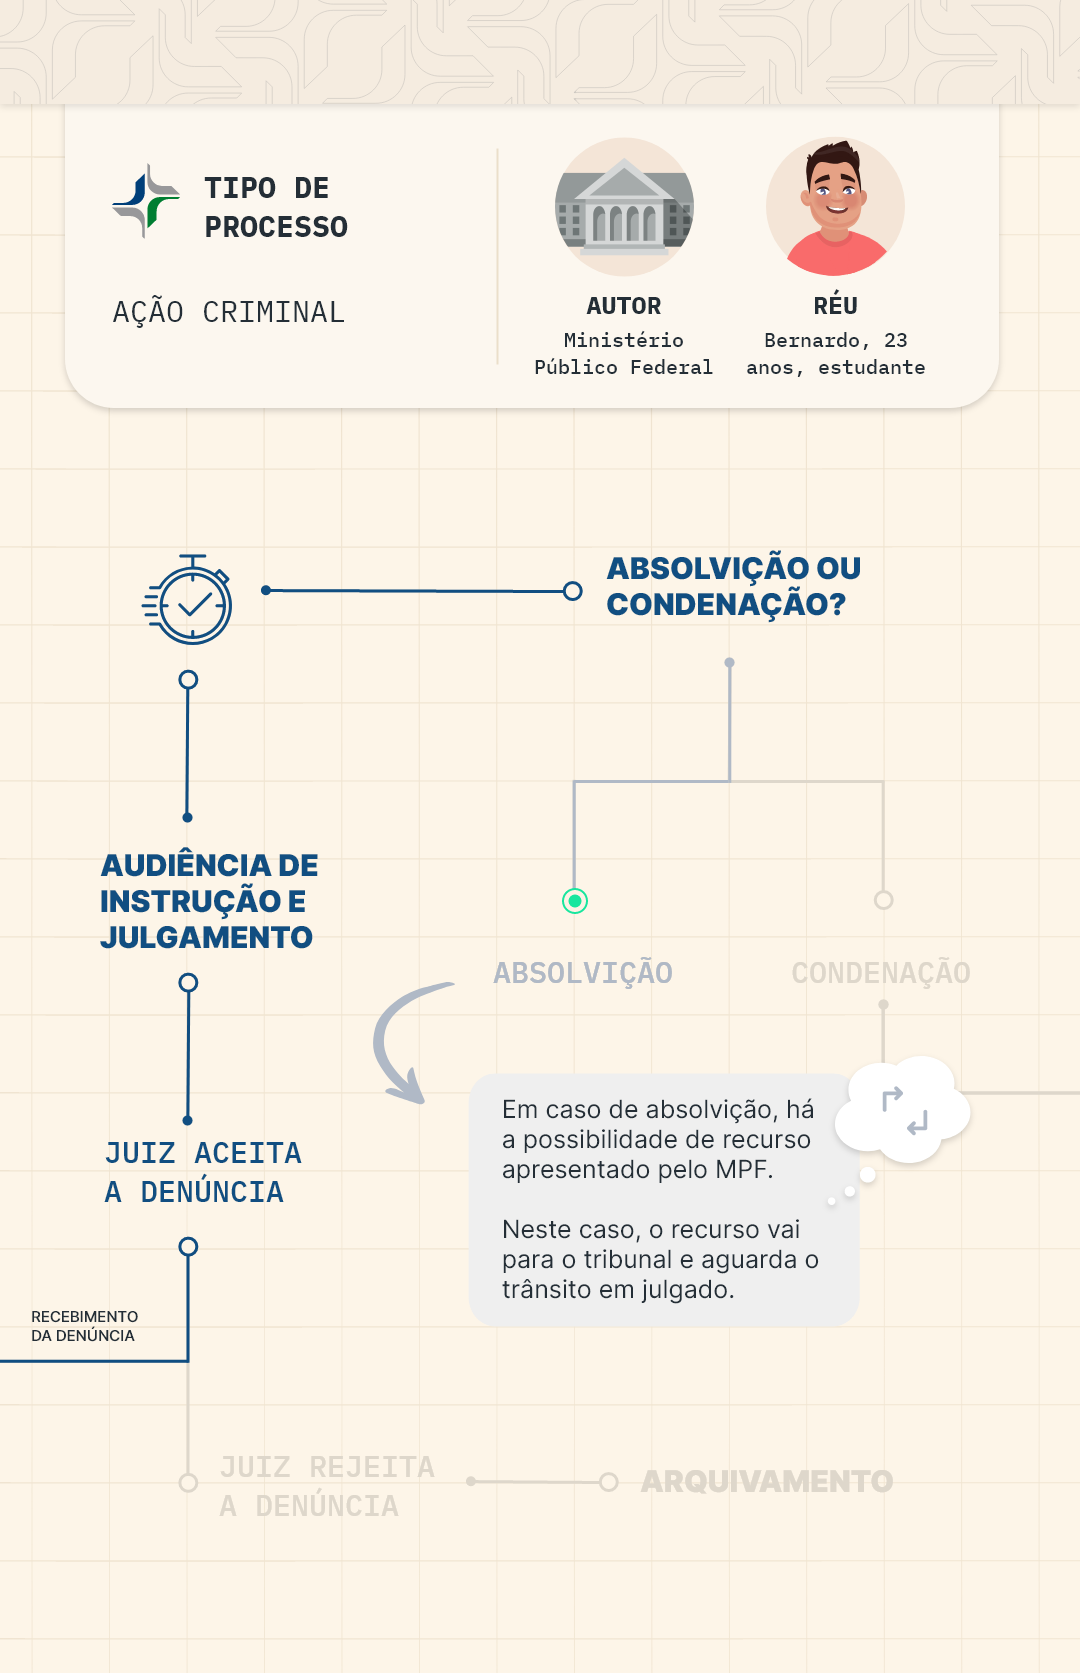 TIPO DE
PROCESSO
AÇÃO CRIMINAL
AUTOR
Ministério
Público Federal
RÉU
Bernardo, 23
anos, estudante
ABSOLVIÇÃO OU
CONDENAÇÃO?
AUDIÊNCIA DE
INSTRUÇÃO E
JULGAMENTO
ABSOLVIÇÃO
CONDENAÇÃO
Em caso de absolvição, há
a possibilidade de recurso
apresentado pelo MPF.
Neste caso, o recurso vai
para o tribunal e aguarda o
trânsito em julgado.
JUIZ ACEITA
A DENÚNCIA
RECEBIMENTO
DA DENÚNCIA
JUIZ REJEITA
A DENÚNCIA
ARQUIVAMENTO